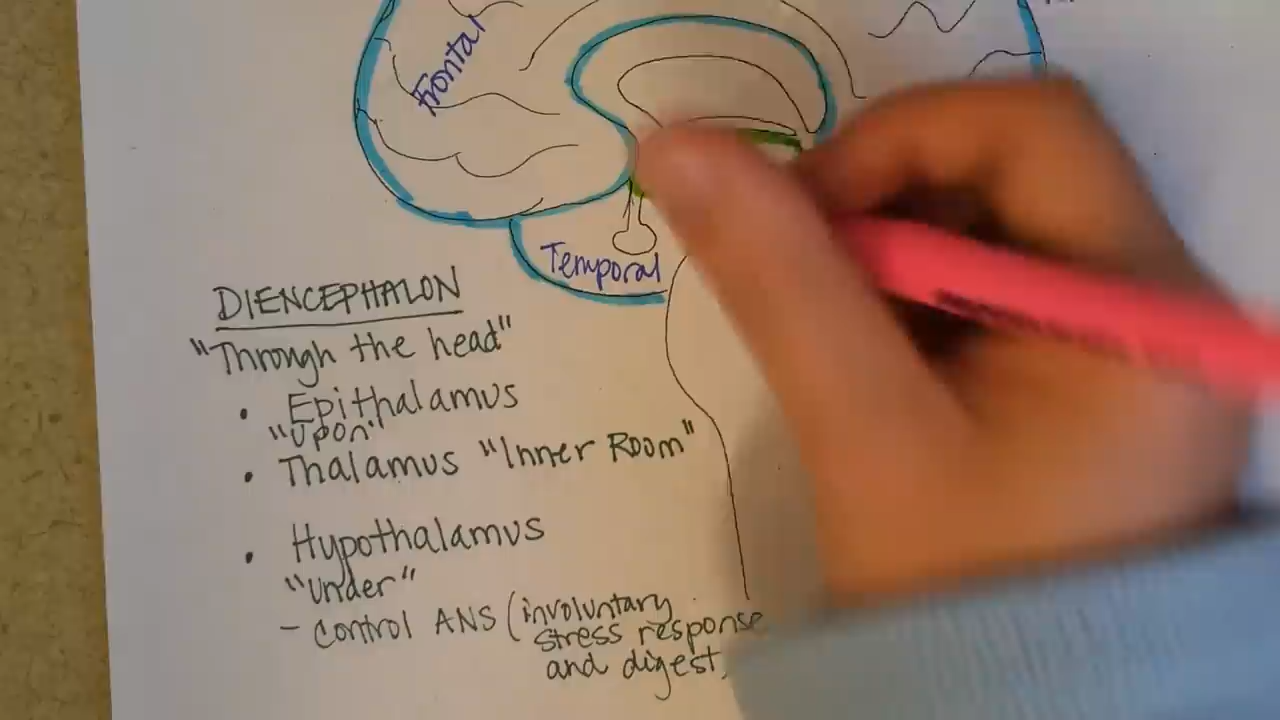 Frontal
Temporal
DIENCEPHALON
"Through the head"
• Epithalamus
"upon"
• Thalamus "Inner Room"
• Hypothalamus
"Under"
- control ANS (involuntary
stress response
and digest